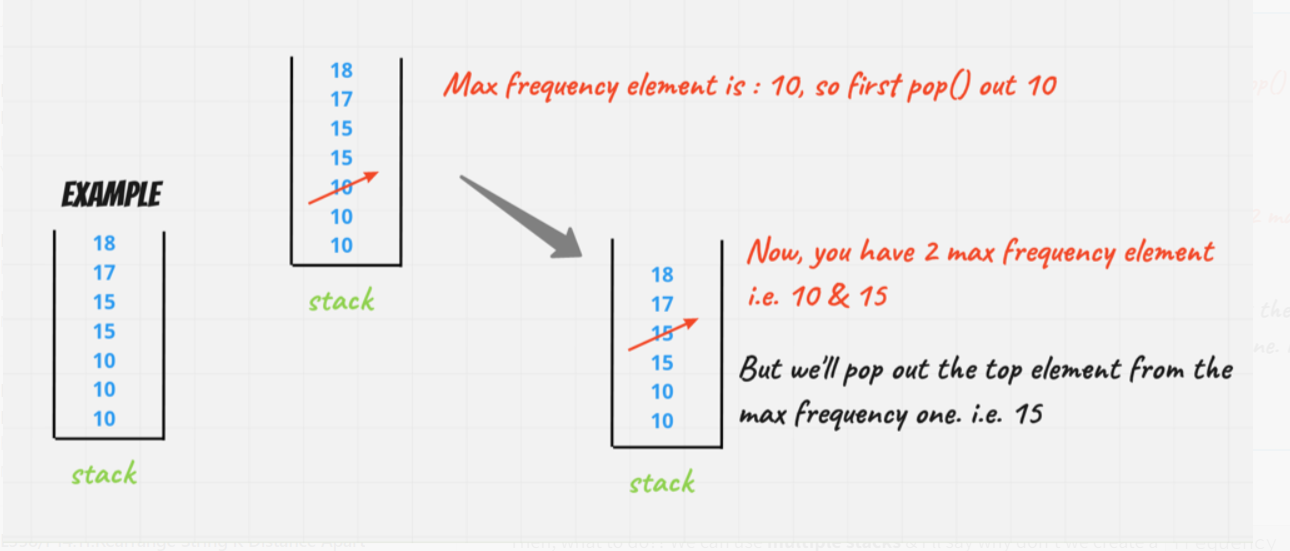 EXAMPLE
18
17
15
15
10
10
10
stack
18
17
15
15
10
10
10
stack
Max frequency element is : 10, so first pop() out 10
18
17
15
15
10
10
stack
Now, you have 2 max frequency element
i.e. 10 & 15
But we'll pop out the top element from the
max frequency one. i.e. 15